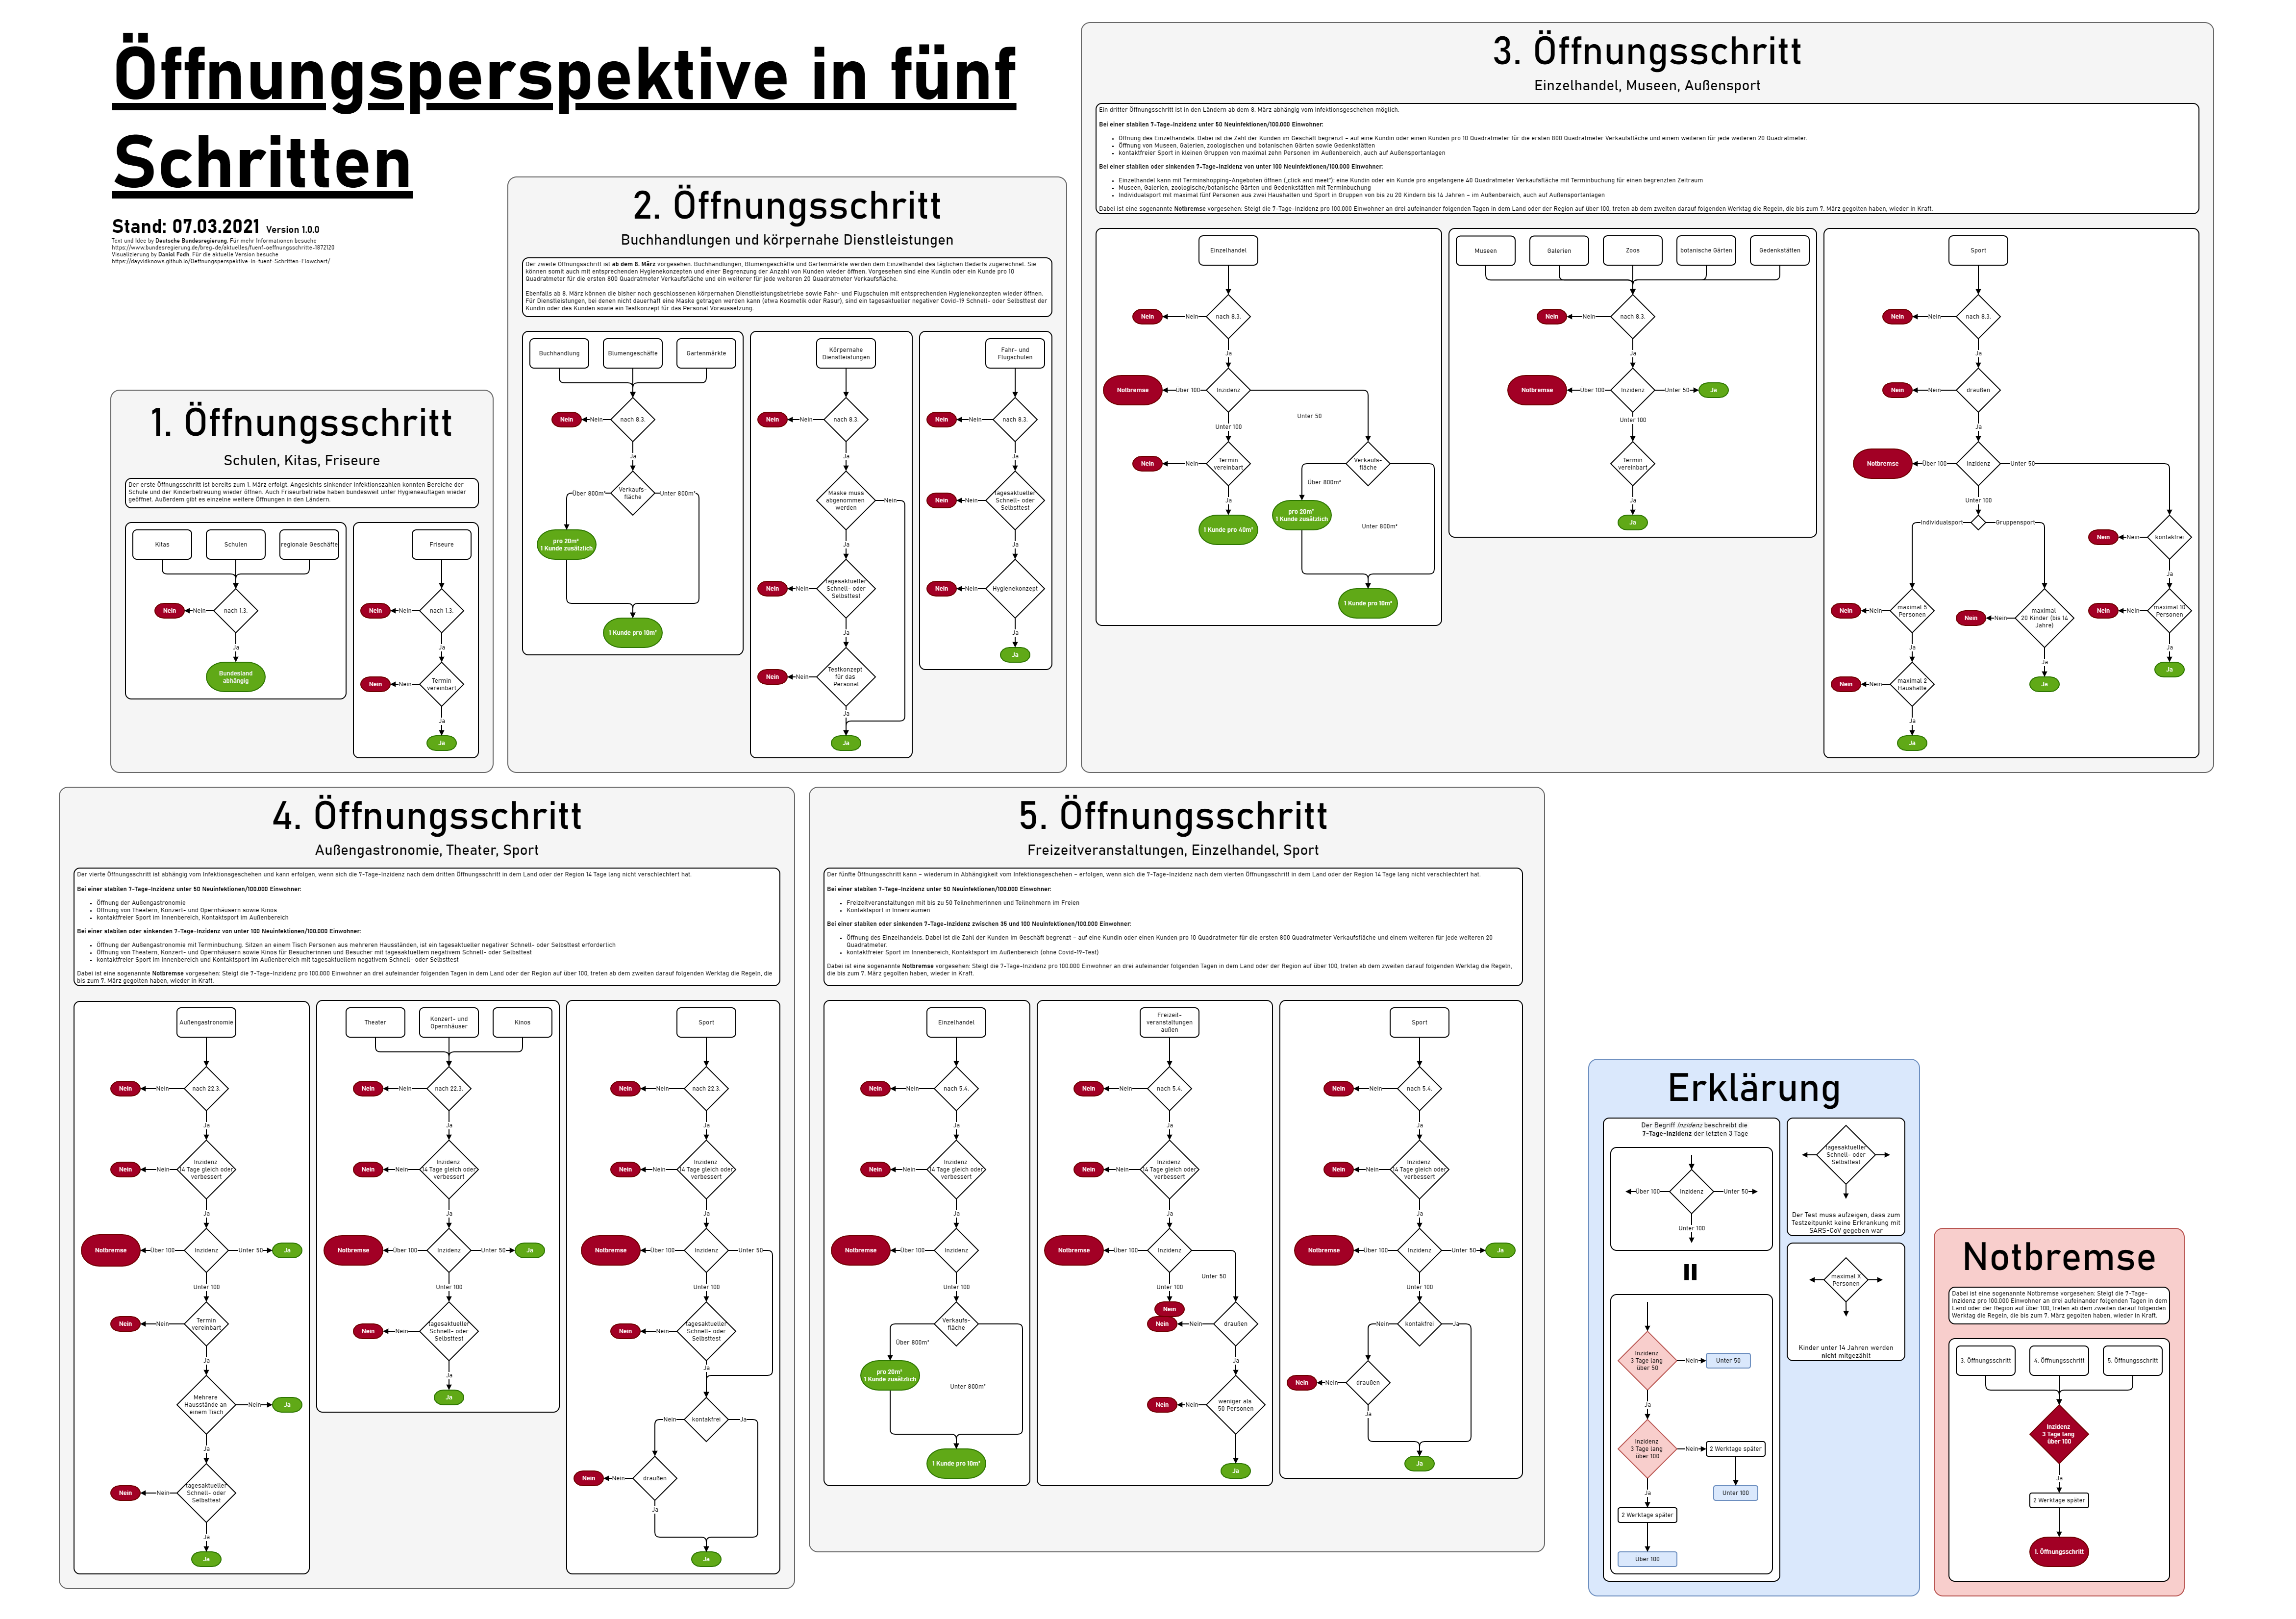 Öffnungsperspektive in fünf
Schritten
Stand: 07.03.2021 Version 1.0.0
Text und Idee by Deutsche Bundesregierung. Für mehr Informationen besuche
https://www.bundesregierung.de/breg-de/aktuelles/fuenf-oeffnungsschritte-1872120
Visualizierung by Daniel Fedh. Für die aktuelle Version besuche
https://dayvidknows.github.io/Oeffnungsperspektive-in-fuenf-Schritten-Flowchart/
1. Öffnungsschritt
Schulen, Kitas, Friseure
Der erste Öffnungsschritt ist bereits zum 1. März erfolgt. Angesichts sinkender Infektionszahlen konnten Bereiche der
Schule und der Kinderbetreuung wieder öffnen. Auch Friseurbetriebe haben bundesweit unter Hygieneauflagen wieder
geöffnet. Außerdem gibt es einzelne weitere Öffnungen in den Ländern.
Kitas
Schulen
regionale Geschäfte
nach 1.3.
Nein
Nein
Ja
Bundesland
abhängig
Friseure
nach 1.3.
Nein
Nein
Ja
Termin
vereinbart
Nein
Nein
Ja
Ja
2. Öffnungsschritt
Buchhandlungen und körpernahe Dienstleistungen
Der zweite Öffnungsschritt ist ab dem 8. März vorgesehen. Buchhandlungen, Blumengeschäfte und Gartenmärkte werden dem Einzelhandel des täglichen Bedarfs zugerechnet. Sie
können somit auch mit entsprechenden Hygienekonzepten und einer Begrenzung der Anzahl von Kunden wieder öffnen. Vorgesehen sind eine Kundin oder ein Kunde pro 10
Quadratmeter für die ersten 800 Quadratmeter Verkaufsfläche und ein weiterer für jede weiteren 20 Quadratmeter Verkaufsfläche.
Ebenfalls ab 8. März können die bisher noch geschlossenen körpernahen Dienstleistungsbetriebe sowie Fahr- und Flugschulen mit entsprechenden Hygienekonzepten wieder öffnen.
Für Dienstleistungen, bei denen nicht dauerhaft eine Maske getragen werden kann (etwa Kosmetik oder Rasur), sind ein tagesaktueller negativer Covid-19 Schnell- oder Selbsttest der
Kundin oder des Kunden sowie ein Testkonzept für das Personal Voraussetzung.
Buchhandlung
Blumengeschäfte
Gartenmärkte
nach 8.3.
Nein
Nein
Ja
Verkaufs-
fläche
Über 800m²
Unter 800m²
pro 20m²
1 Kunde zusätzlich
1 Kunde pro 10m²
Körpernahe
Dienstleistungen
nach 8.3.
Nein
Nein
Ja
Maske muss
abgenommen
werden
Nein
Ja
tagesaktueller
Schnell- oder
Selbsttest
Nein
Nein
Ja
Testkonzept
für das
Personal
Nein
Nein
Ja
Ja
Fahr- und
Flugschulen
nach 8.3.
Nein
Nein
Ja
tagesaktueller
Schnell- oder
Selbsttest
Nein
Nein
Ja
Hygienekonzept
Nein
Nein
Ja
Ja
3. Öffnungsschritt
Einzelhandel, Museen, Außensport
Ein dritter Öffnungsschritt ist in den Ländern ab dem 8. März abhängig vom Infektionsgeschehen möglich.
Bei einer stabilen 7-Tage-Inzidenz unter 50 Neuinfektionen/100.000 Einwohner:
• Öffnung des Einzelhandels. Dabei ist die Zahl der Kunden im Geschäft begrenzt – auf eine Kundin oder einen Kunden pro 10 Quadratmeter für die ersten 800 Quadratmeter Verkaufsfläche und einem weiteren für jede weiteren 20 Quadratmeter.
• Öffnung von Museen, Galerien, zoologischen und botanischen Gärten sowie Gedenkstätten
• kontaktfreier Sport in kleinen Gruppen von maximal zehn Personen im Außenbereich, auch auf Außensportanlagen
Bei einer stabilen oder sinkenden 7-Tage-Inzidenz von unter 100 Neuinfektionen/100.000 Einwohner:
• Einzelhandel kann mit Terminshopping-Angeboten öffnen („click and meet“): eine Kundin oder ein Kunde pro angefangene 40 Quadratmeter Verkaufsfläche mit Terminbuchung für einen begrenzten Zeitraum
• Museen, Galerien, zoologische/botanische Gärten und Gedenkstätten mit Terminbuchung
• Individualsport mit maximal fünf Personen aus zwei Haushalten und Sport in Gruppen von bis zu 20 Kindern bis 14 Jahren – im Außenbereich, auch auf Außensportanlagen
Dabei ist eine sogenannte Notbremse vorgesehen: Steigt die 7-Tage-Inzidenz pro 100.000 Einwohner an drei aufeinander folgenden Tagen in dem Land oder der Region auf über 100, treten ab dem zweiten darauf folgenden Werktag die Regeln, die bis zum 7. März gegolten haben, wieder in Kraft.
Einzelhandel
nach 8.3.
Nein
Nein
Ja
Inzidenz
Über 100
Notbremse
Unter 50
Unter 100
Termin
vereinbart
Nein
Nein
Ja
1 Kunde pro 40m²
Verkaufs-
fläche
Über 800m²
pro 20m²
1 Kunde zusätzlich
Unter 800m²
1 Kunde pro 10m²
Museen
Galerien
Zoos
botanische Gärten
Gedenkstätten
nach 8.3.
Nein
Nein
Ja
Inzidenz
Über 100
Notbremse
Unter 50
Ja
Unter 100
Termin
vereinbart
Ja
Ja
Sport
nach 8.3.
Nein
Nein
Ja
draußen
Nein
Nein
Ja
Inzidenz
Über 100
Notbremse
Unter 50
Unter 100
Individualsport
Gruppensport
maximal 5
Personen
Nein
Nein
Ja
maximal 2
Haushalte
Nein
Nein
Ja
Ja
maximal
20 Kinder (bis 14
Jahre)
Nein
Nein
Ja
Ja
kontakfrei
Nein
Nein
Ja
maximal 10
Personen
Nein
Nein
Ja
Ja
4. Öffnungsschritt
Außengastronomie, Theater, Sport
Der vierte Öffnungsschritt ist abhängig vom Infektionsgeschehen und kann erfolgen, wenn sich die 7-Tage-Inzidenz nach dem dritten Öffnungsschritt in dem Land oder der Region 14 Tage lang nicht verschlechtert hat.
Bei einer stabilen 7-Tage-Inzidenz unter 50 Neuinfektionen/100.000 Einwohner:
• Öffnung der Außengastronomie
• Öffnung von Theatern, Konzert- und Opernhäusern sowie Kinos
• kontaktfreier Sport im Innenbereich, Kontaktsport im Außenbereich
Bei einer stabilen oder sinkenden 7-Tage-Inzidenz von unter 100 Neuinfektionen/100.000 Einwohner:
• Öffnung der Außengastronomie mit Terminbuchung. Sitzen an einem Tisch Personen aus mehreren Hausständen, ist ein tagesaktueller negativer Schnell- oder Selbsttest erforderlich
• Öffnung von Theatern, Konzert- und Opernhäusern sowie Kinos für Besucherinnen und Besucher mit tagesaktuellem negativem Schnell- oder Selbsttest
• kontaktfreier Sport im Innenbereich und Kontaktsport im Außenbereich mit tagesaktuellem negativem Schnell- oder Selbsttest
Dabei ist eine sogenannte Notbremse vorgesehen: Steigt die 7-Tage-Inzidenz pro 100.000 Einwohner an drei aufeinander folgenden Tagen in dem Land oder der Region auf über 100, treten ab dem zweiten darauf folgenden Werktag die Regeln, die
bis zum 7. März gegolten haben, wieder in Kraft.
Außengastronomie
nach 22.3.
Nein
Nein
Ja
Inzidenz
14 Tage gleich oder
verbessert
Nein
Nein
Ja
Inzidenz
Über 100
Notbremse
Unter 50
Ja
Unter 100
Termin
vereinbart
Nein
Nein
Ja
Mehrere
Hausstände an
einem Tisch
Nein
Ja
Ja
tagesaktueller
Schnell- oder
Selbsttest
Nein
Nein
Ja
Ja
Theater
Konzert- und
Opernhäuser
Kinos
nach 22.3.
Nein
Nein
Ja
Inzidenz
14 Tage gleich oder
verbessert
Nein
Nein
Ja
Inzidenz
Über 100
Notbremse
Unter 50
Ja
Unter 100
tagesaktueller
Schnell- oder
Selbsttest
Nein
Nein
Ja
Ja
Sport
nach 22.3.
Nein
Nein
Ja
Inzidenz
14 Tage gleich oder
verbessert
Nein
Nein
Ja
Inzidenz
Über 100
Notbremse
Unter 50
Unter 100
tagesaktueller
Schnell- oder
Selbsttest
Nein
Nein
Ja
kontakfrei
Nein
Ja
draußen
Nein
Nein
Ja
Ja
5. Öffnungsschritt
Freizeitveranstaltungen, Einzelhandel, Sport
Der fünfte Öffnungsschritt kann – wiederum in Abhängigkeit vom Infektionsgeschehen – erfolgen, wenn sich die 7-Tage-Inzidenz nach dem vierten Öffnungsschritt in dem Land oder der Region 14 Tage lang nicht verschlechtert hat.
Bei einer stabilen 7-Tage-Inzidenz unter 50 Neuinfektionen/100.000 Einwohner:
• Freizeitveranstaltungen mit bis zu 50 Teilnehmerinnen und Teilnehmern im Freien
• Kontaktsport in Innenräumen
Bei einer stabilen oder sinkenden 7-Tage-Inzidenz zwischen 35 und 100 Neuinfektionen/100.000 Einwohner:
• Öffnung des Einzelhandels. Dabei ist die Zahl der Kunden im Geschäft begrenzt – auf eine Kundin oder einen Kunden pro 10 Quadratmeter für die ersten 800 Quadratmeter Verkaufsfläche und einem weiteren für jede weiteren 20
Quadratmeter.
• kontaktfreier Sport im Innenbereich, Kontaktsport im Außenbereich (ohne Covid-19-Test)
Dabei ist eine sogenannte Notbremse vorgesehen: Steigt die 7-Tage-Inzidenz pro 100.000 Einwohner an drei aufeinander folgenden Tagen in dem Land oder der Region auf über 100, treten ab dem zweiten darauf folgenden Werktag die Regeln,
die bis zum 7. März gegolten haben, wieder in Kraft.
Einzelhandel
nach 5.4.
Nein
Nein
Ja
Inzidenz
14 Tage gleich oder
verbessert
Nein
Nein
Ja
Inzidenz
Über 100
Notbremse
Unter 100
Verkaufs-
fläche
Über 800m²
pro 20m²
1 Kunde zusätzlich
Unter 800m²
1 Kunde pro 10m²
Freizeit-
veranstaltungen
außen
nach 5.4.
Nein
Nein
Ja
Inzidenz
14 Tage gleich oder
verbessert
Nein
Nein
Ja
Inzidenz
Über 100
Notbremse
Unter 50
Unter 100
Nein
draußen
Nein
Nein
Ja
weniger als
50 Personen
Nein
Nein
Ja
Ja
Sport
nach 5.4.
Nein
Nein
Ja
Inzidenz
14 Tage gleich oder
verbessert
Nein
Nein
Ja
Inzidenz
Über 100
Notbremse
Unter 50
Ja
Unter 100
kontakfrei
Nein
Ja
draußen
Nein
Nein
Ja
Ja
Erklärung
Der Begriff Inzidenz beschreibt die
7-Tage-Inzidenz der letzten 3 Tage
Über 100
Inzidenz
Unter 50
Unter 100
=
Inzidenz
3 Tage lang
über 50
Nein
Unter 50
Ja
Inzidenz
3 Tage lang
über 100
Nein
2 Werktage später
Unter 100
Ja
2 Werktage später
Über 100
tagesaktueller
Schnell- oder
Selbsttest
Der Test muss aufzeigen, dass zum
Testzeitpunkt keine Erkrankung mit
SARS-CoV gegeben war
maximal X
Personen
Kinder unter 14 Jahren werden
nicht mitgezählt
Notbremse
Dabei ist eine sogenannte Notbremse vorgesehen: Steigt die 7-Tage-
Inzidenz pro 100.000 Einwohner an drei aufeinander folgenden Tagen in dem
Land oder der Region auf über 100, treten ab dem zweiten darauf folgenden
Werktag die Regeln, die bis zum 7. März gegolten haben, wieder in Kraft.
3. Öffnungsschritt
4. Öffnungsschritt
5. Öffnungsschritt
Inzidenz
3 Tage lang
über 100
Ja
2 Werktage später
1. Öffnungsschritt